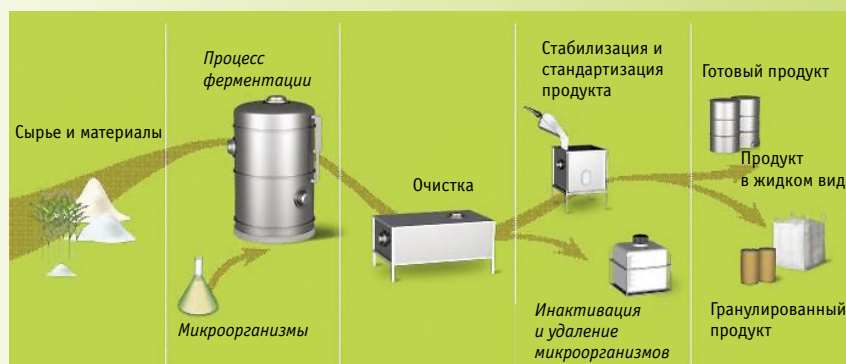 Сырье и материалы
Процесс
ферментации
Микроорганизмы
Очистка
Стабилизация и
стандартизация
продукта
Инактивация
и удаление
микроорганизмов
Готовый продукт
Продукт
в жидком вид
Гранулированный
продукт